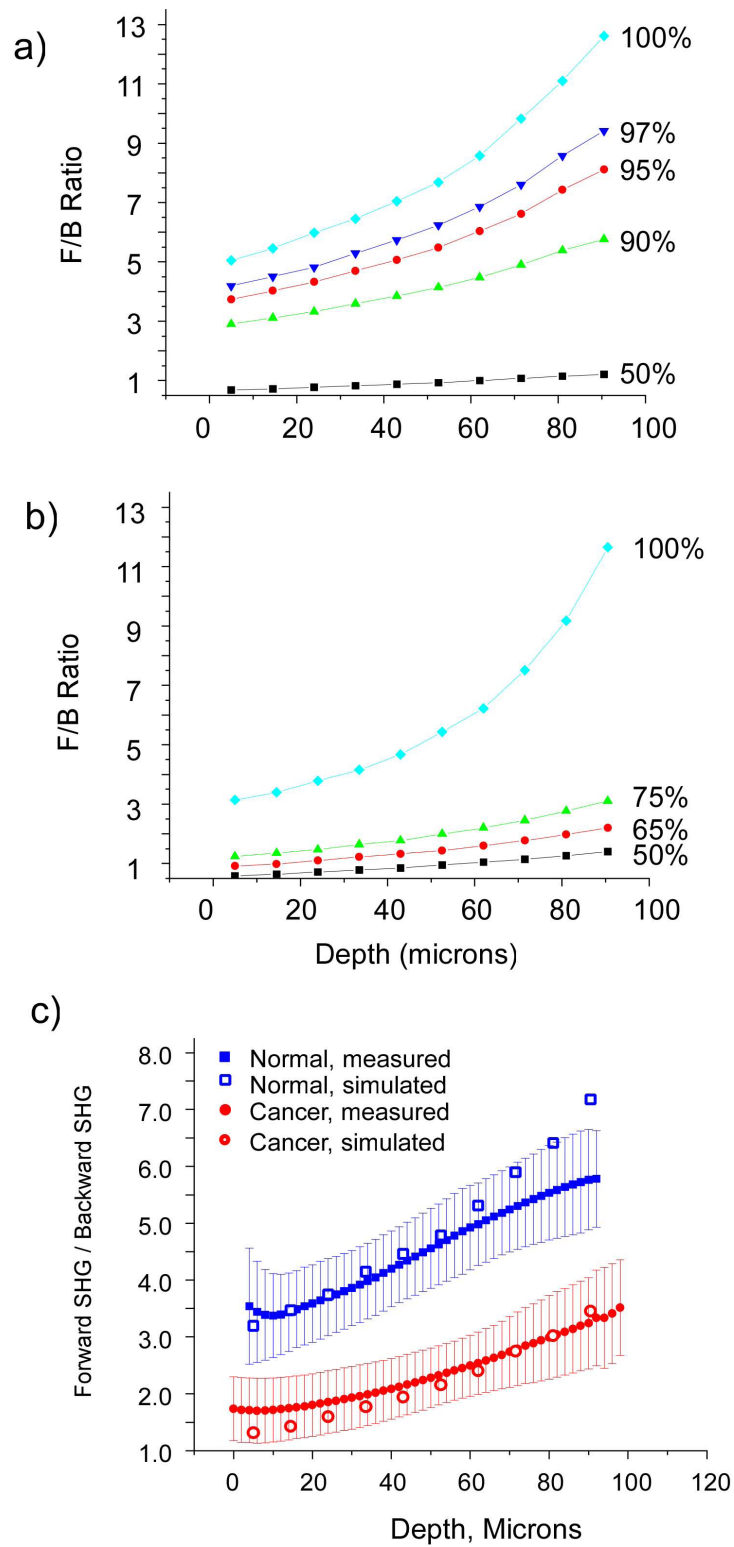 a)
13
11
9
7
5
3
1
F/B Ratio
100%
97%
95%
90%
50%
0 20 40 60 80 100
b)
13
11
9
7
5
3
1
F/B Ratio
100%
75%
65%
50%
0 20 40 60 80 100
Depth (microns)
c)
8.0
7.0
6.0
5.0
4.0
3.0
2.0
1.0
Forward SHG / Backward SHG
Normal, measured
Normal, simulated
Cancer, measured
Cancer, simulated
0 20 40 60 80 100 120
Depth, Microns